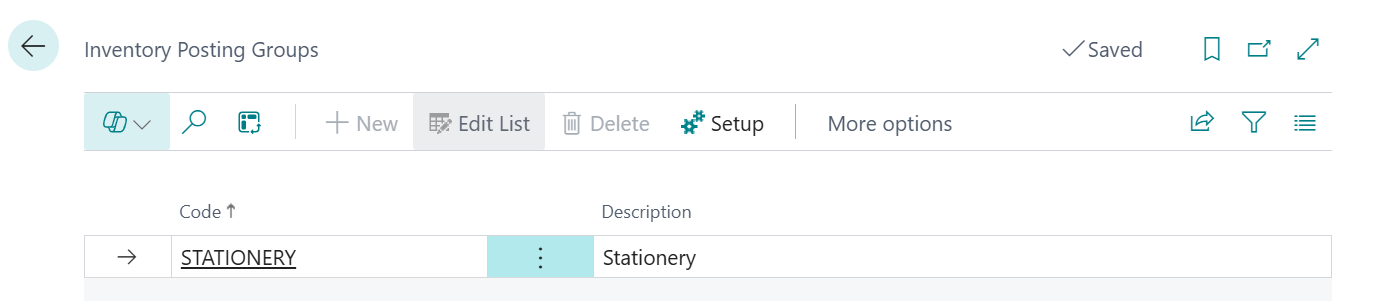 Inventory Posting Groups
Saved
New
Edit List
Delete
Setup
More options
Code ↑
Description
STATIONERY
Stationery